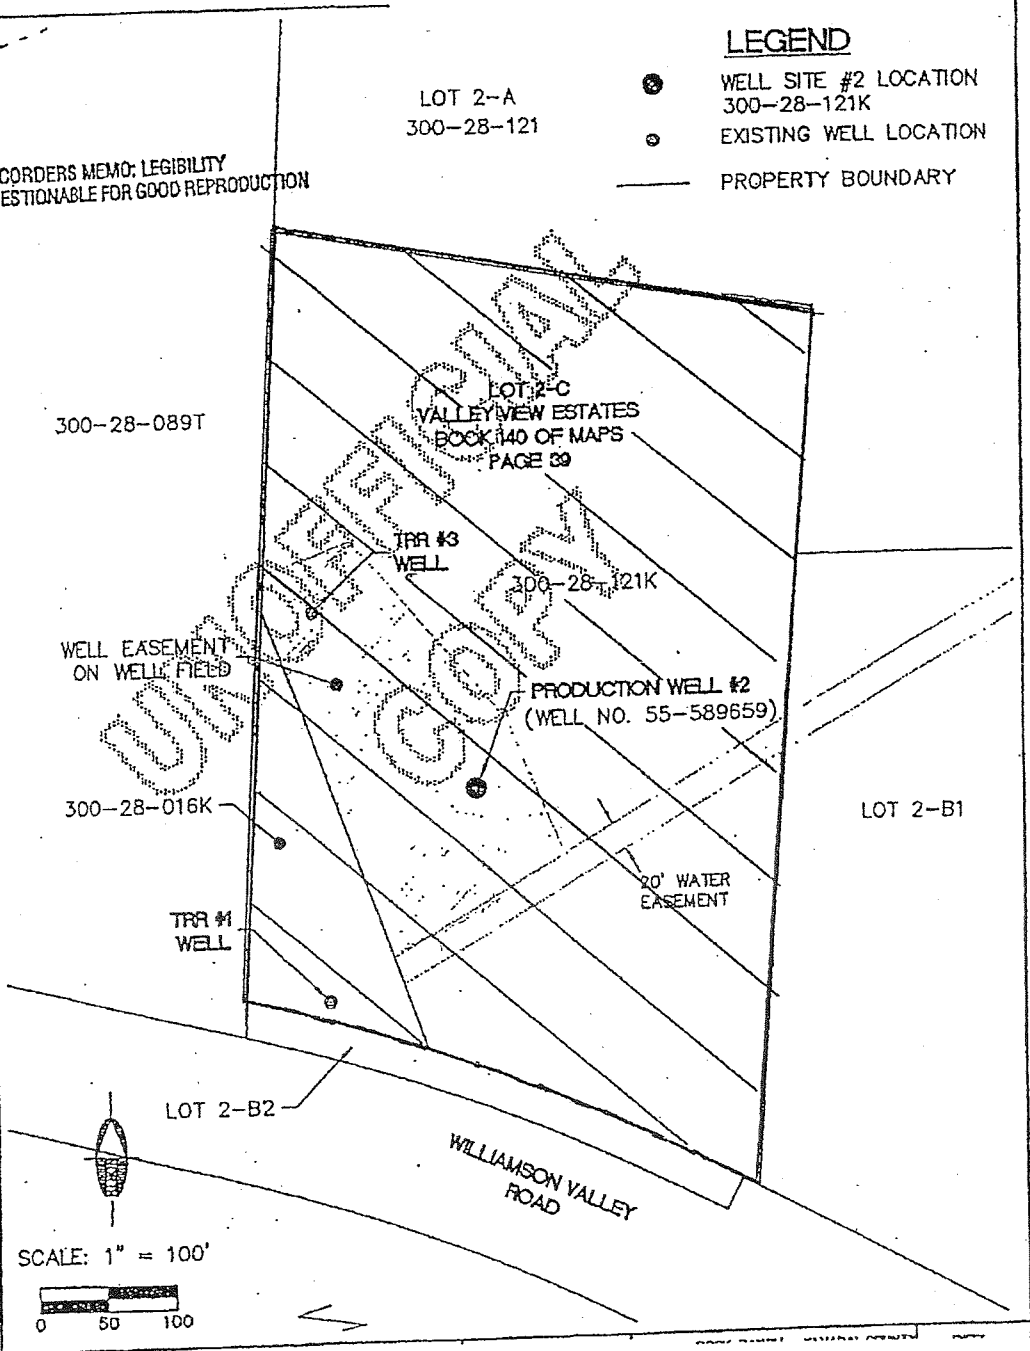 LEGEND
WELL SITE #2 LOCATION
300-28-121K
EXISTING WELL LOCATION
PROPERTY BOUNDARY
LOT 2-A
300-28-121
CORDERS MEMO: LEGIBILITY
ESTIONABLE FOR GOOD REPRODUCTION
UNOFFICIAL
COPY
LOT 2-C
VALLEY VIEW ESTATES
BOOK 140 OF MAPS
PAGE 39
300-28-089T
TRR #3
WELL
300-28-121K
WELL EASEMENT
ON WELL FIELD
PRODUCTION WELL #2
(WELL NO. 55-589659)
300-28-016K
LOT 2-B1
20' WATER
EASEMENT
TRR #1
WELL
LOT 2-B2
WILLIAMSON VALLEY
ROAD
SCALE: 1" = 100'
0 50 100